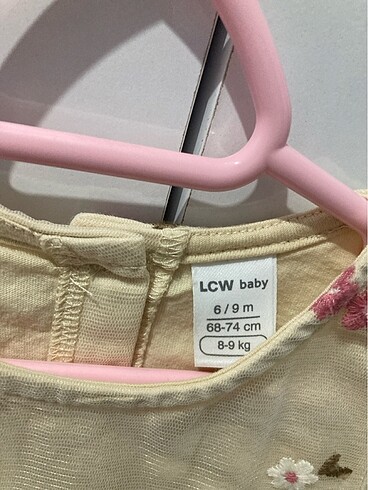 LCW baby
6 / 9 m
68-74 cm
8-9 kg